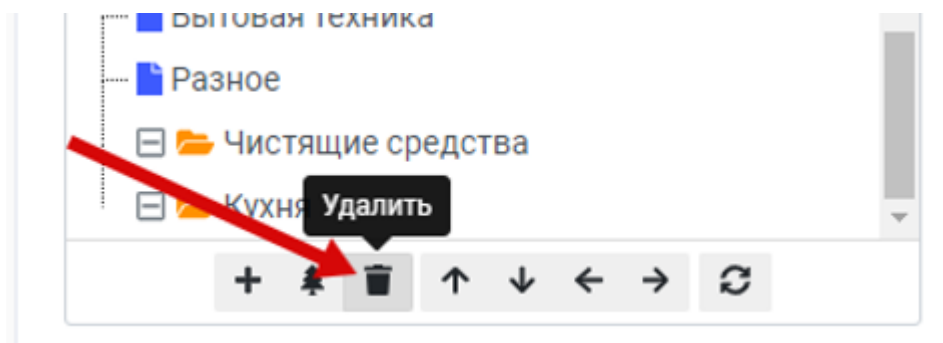 Бытовая техника
Разное
Чистящие средства
Кухня
Удалить